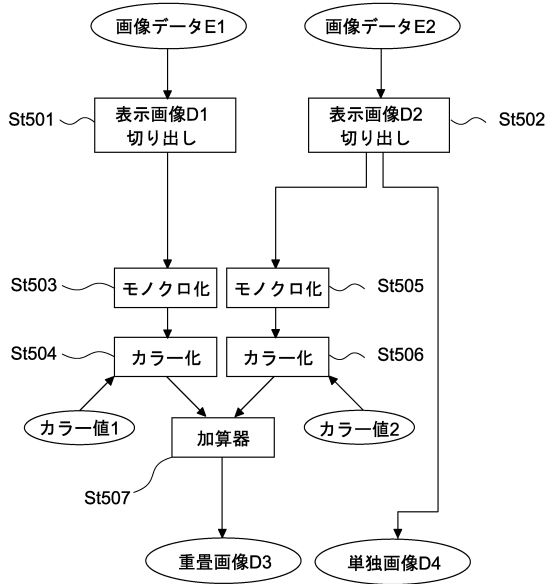 画像データE1
画像データE2
St501
表示画像D1
切り出し
表示画像D2
切り出し
St502
St503
モノクロ化
モノクロ化
St505
St504
カラー化
カラー化
St506
カラー値1
加算器
カラー値2
St507
重畳画像D3
単独画像D4